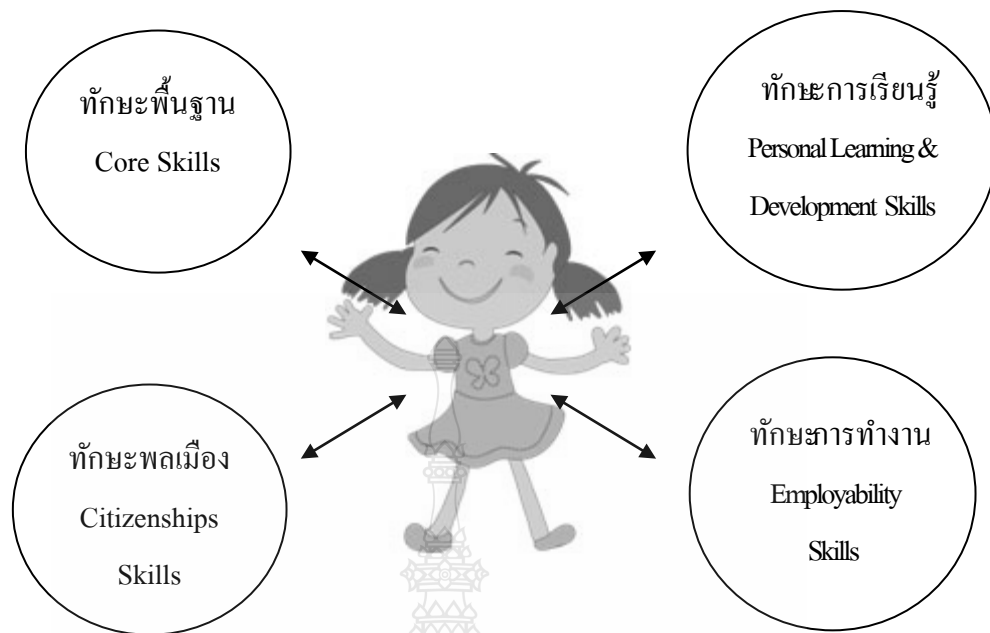 ทักษะพื้นฐาน
Core Skills
ทักษะการเรียนรู้
Personal Learning &
Development Skills
ทักษะพลเมือง
Citizenships
Skills
ทักษะการทำงาน
Employability
Skills